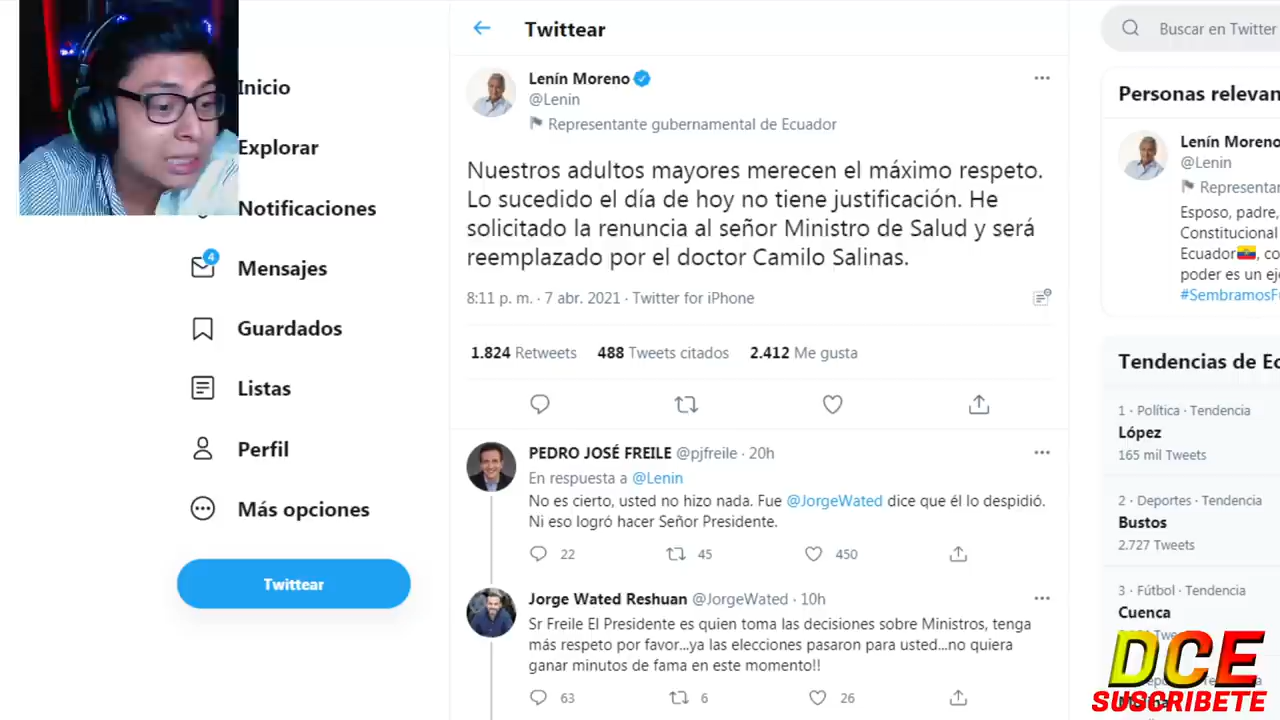 Inicio
Explorar
Notificaciones
4
Mensajes
Guardados
Listas
Perfil
Más opciones
Twittear
Twittear
Lenín Moreno
@Lenin
Representante gubernamental de Ecuador
Nuestros adultos mayores merecen el máximo respeto.
Lo sucedido el día de hoy no tiene justificación. He
solicitado la renuncia al señor Ministro de Salud y será
reemplazado por el doctor Camilo Salinas.
8:11 p. m. · 7 abr. 2021 · Twitter for iPhone
1.824 Retweets 488 Tweets citados 2.412 Me gusta
PEDRO JOSÉ FREILE @pjfreile · 20h
En respuesta a @Lenin
No es cierto, usted no hizo nada. Fue @JorgeWated dice que él lo despidió.
Ni eso logró hacer Señor Presidente.
22 45 450
Jorge Wated Reshuan @JorgeWated · 10h
Sr Freile El Presidente es quien toma las decisiones sobre Ministros, tenga
más respeto por favor...ya las elecciones pasaron para usted...no quiera
ganar minutos de fama en este momento!!
63 6 26
Buscar en Twitter
Personas relevan
Lenín Moreno
@Lenin
Representant
Esposo, padre,
Constitucional
Ecuador, co
poder es un eje
#SembramosFu
Tendencias de Ec
1 · Política · Tendencia
López
165 mil Tweets
2 · Deportes · Tendencia
Bustos
2.727 Tweets
3 · Fútbol · Tendencia
Cuenca
DCE
SUSCRIBETE